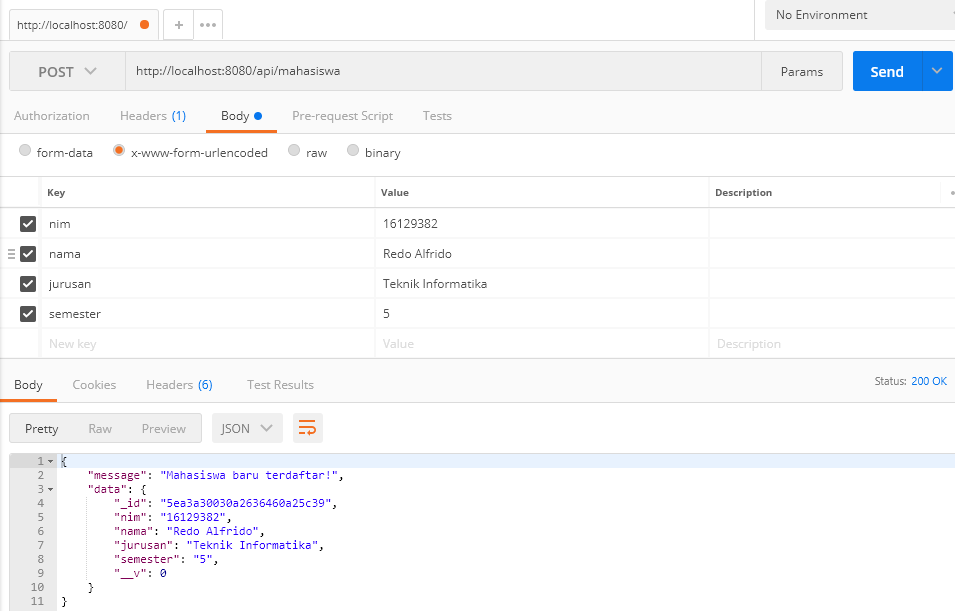 http://localhost:8080/ + ••• No Environment
POST http://localhost:8080/api/mahasiswa Params Send
Authorization Headers (1) Body Pre-request Script Tests
form-data x-www-form-urlencoded raw binary
Key Value Description
nim 16129382
nama Redo Alfrido
jurusan Teknik Informatika
semester 5
New key Value Description
Body Cookies Headers (6) Test Results Status: 200 OK
Pretty Raw Preview JSON
1 {
2 "message": "Mahasiswa baru terdaftar!",
3 "data": {
4 "_id": "5ea3a30030a2636460a25c39",
5 "nim": "16129382",
6 "nama": "Redo Alfrido",
7 "jurusan": "Teknik Informatika",
8 "semester": "5",
9 "__v": 0
10 }
11 }